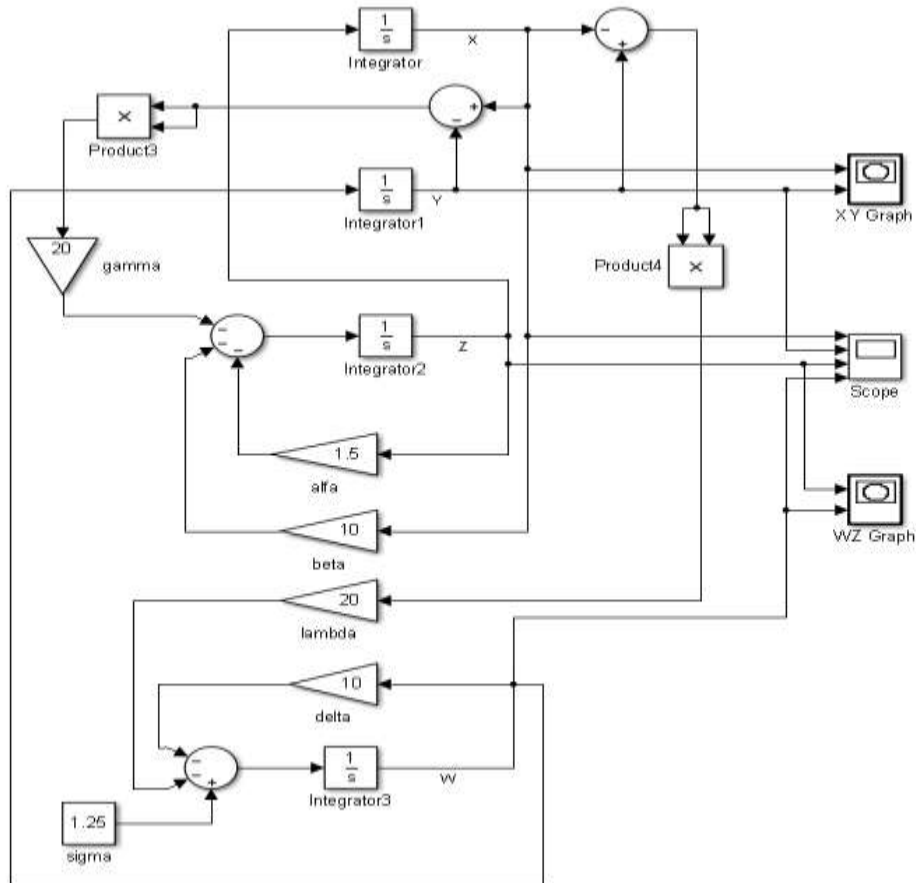 1
s
X
Integrator
-
+
+
-
×
Product3
1
s
Y
Integrator1
XY Graph
20
gamma
Product4
×
-
-
-
1
s
Z
Integrator2
Scope
1.5
alfa
10
beta
WZ Graph
20
lambda
10
delta
-
-
+
1
s
W
Integrator3
1.25
sigma